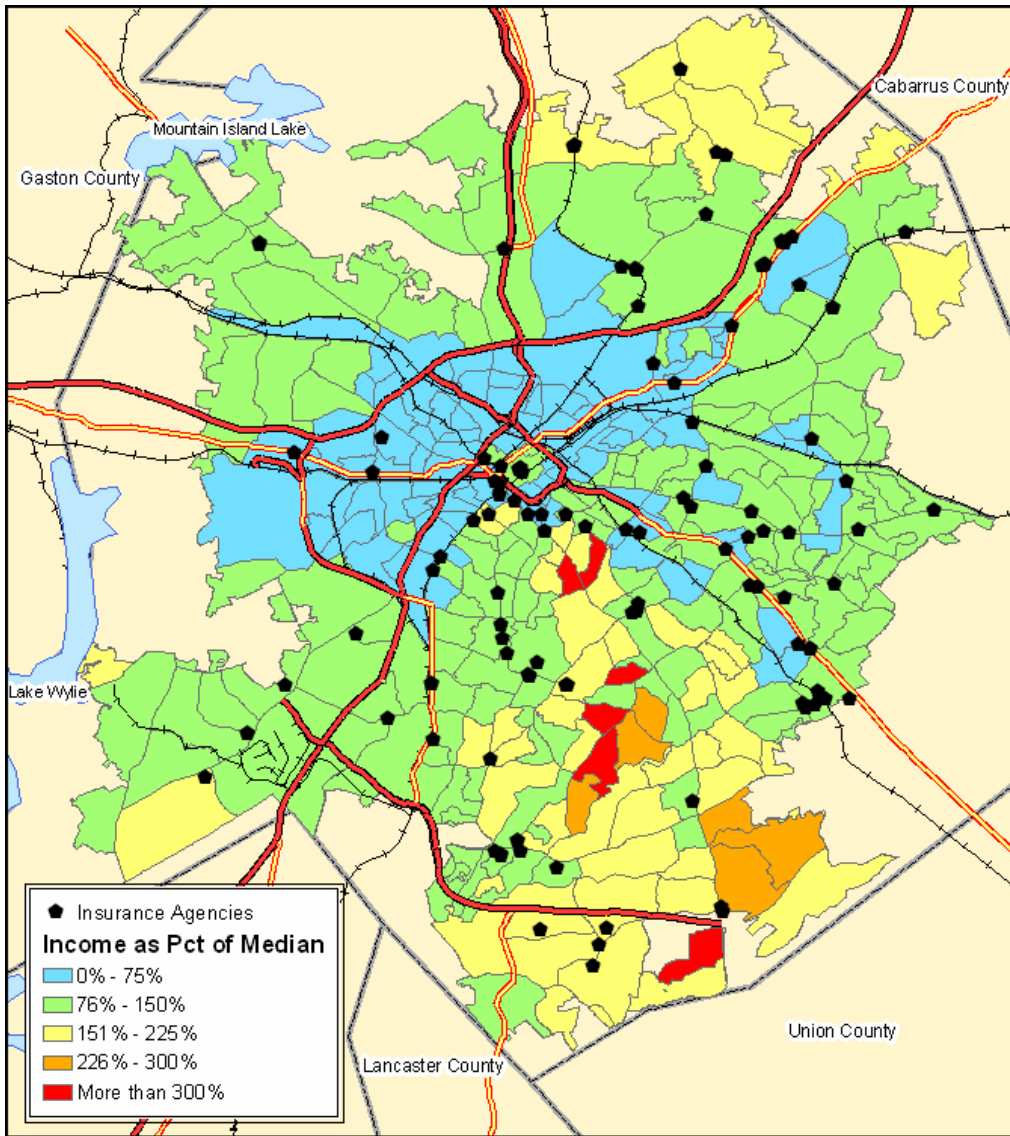 Cabarrus County
Mountain Island Lake
Gaston County
Lake Wylie
Insurance Agencies
Income as Pct of Median
0% - 75%
76% - 150%
151% - 225%
226% - 300%
More than 300%
Union County
Lancaster County